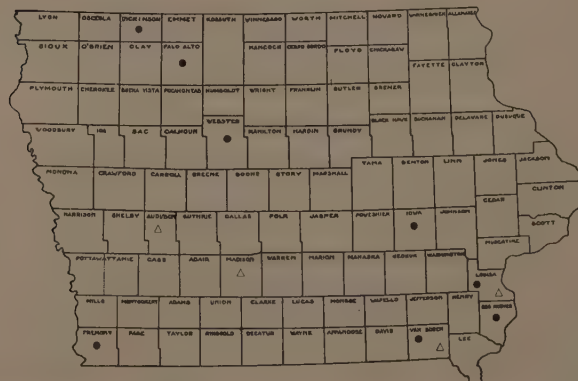 LYON OSCEOLA DICKINSON EMMET KOSSUTH WINNEBAGO WORTH MITCHELL HOWARD WINNESHIEK ALLAMAKEE
SIOUX O'BRIEN CLAY PALO ALTO HANCOCK CERRO GORDO FLOYD CHICKASAW
FAYETTE CLAYTON
PLYMOUTH CHEROKEE BUENA VISTA POCAHONTAS HUMBOLDT WRIGHT FRANKLIN BUTLER BREMER
WEBSTER BLACK HAWK BUCHANAN DELAWARE DUBUQUE
WOODBURY IDA SAC CALHOUN HAMILTON HARDIN GRUNDY
TAMA BENTON LINN JONES JACKSON
MONONA CRAWFORD CARROLL GREENE BOONE STORY MARSHALL
CLINTON
CEDAR
HARRISON SHELBY AUDUBON GUTHRIE DALLAS POLK JASPER POWESHIEK IOWA JOHNSON SCOTT
MUSCATINE
POTTAWATTAMIE CASS ADAIR MADISON WARREN MARION MAHASKA KEOKUK WASHINGTON
LOUISA
MILLS MONTGOMERY ADAMS UNION CLARKE LUCAS MONROE WAPELLO JEFFERSON HENRY DES MOINES
FREMONT PAGE TAYLOR RINGGOLD DECATUR WAYNE APPANOOSE DAVIS VAN BUREN
LEE